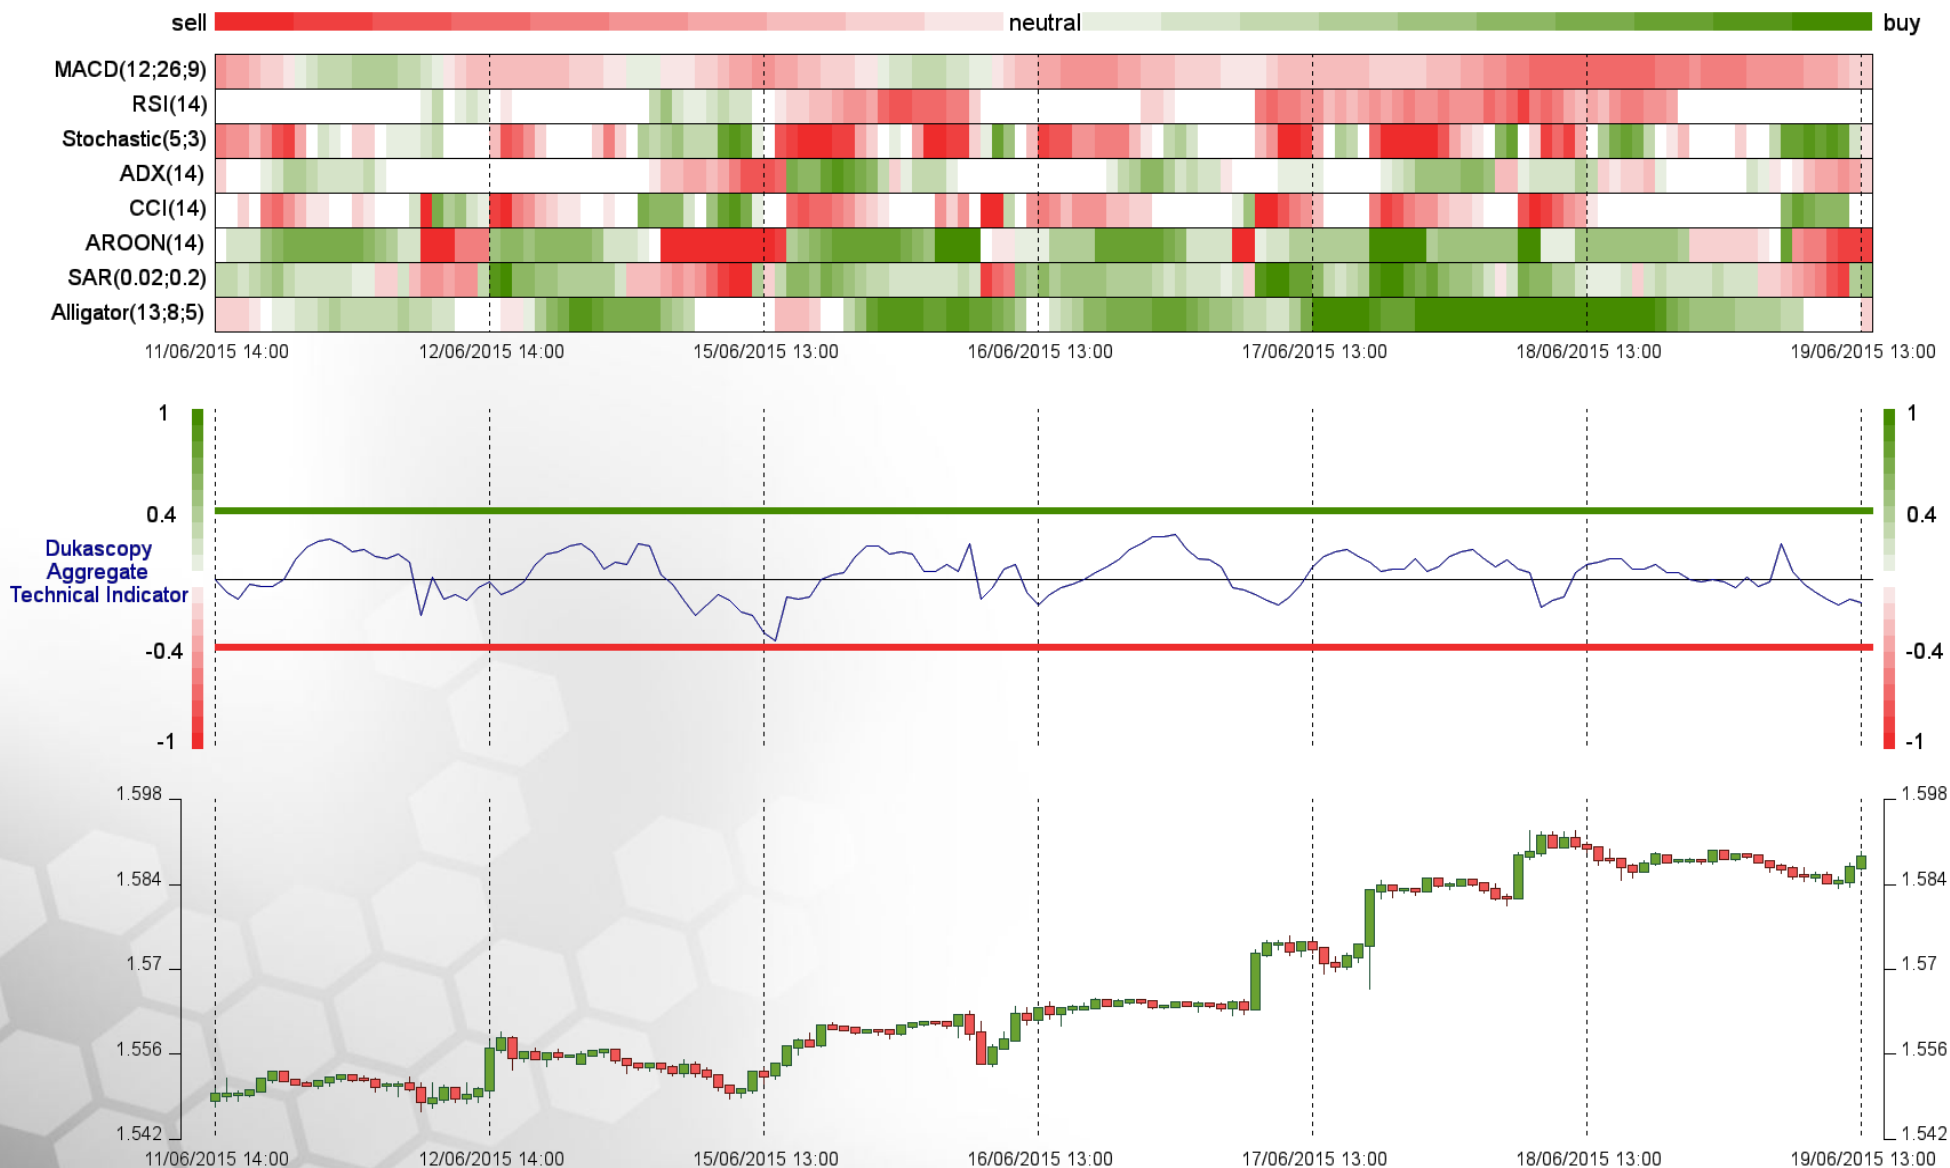 sell neutral buy
MACD(12;26;9)
RSI(14)
Stochastic(5;3)
ADX(14)
CCI(14)
AROON(14)
SAR(0.02;0.2)
Alligator(13;8;5)
11/06/2015 14:00 12/06/2015 14:00 15/06/2015 13:00 16/06/2015 13:00 17/06/2015 13:00 18/06/2015 13:00 19/06/2015 13:00
1 1
0.4 0.4
Dukascopy
Aggregate
Technical Indicator
-0.4 -0.4
-1 -1
1.598 1.598
1.584 1.584
1.57 1.57
1.556 1.556
1.542 1.542
11/06/2015 14:00 12/06/2015 14:00 15/06/2015 13:00 16/06/2015 13:00 17/06/2015 13:00 18/06/2015 13:00 19/06/2015 13:00